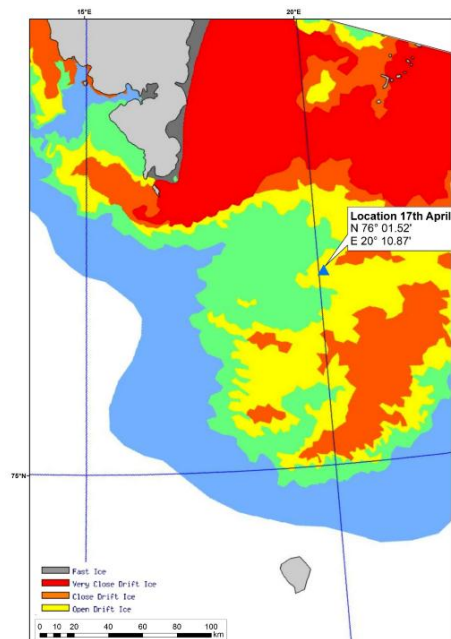 15°E
20°E
Location 17th April
N 76° 01.52'
E 20° 10.87'
75°N
Fast Ice
Very Close Drift Ice
Close Drift Ice
Open Drift Ice
0 5 10 20 40 60 80 100
km